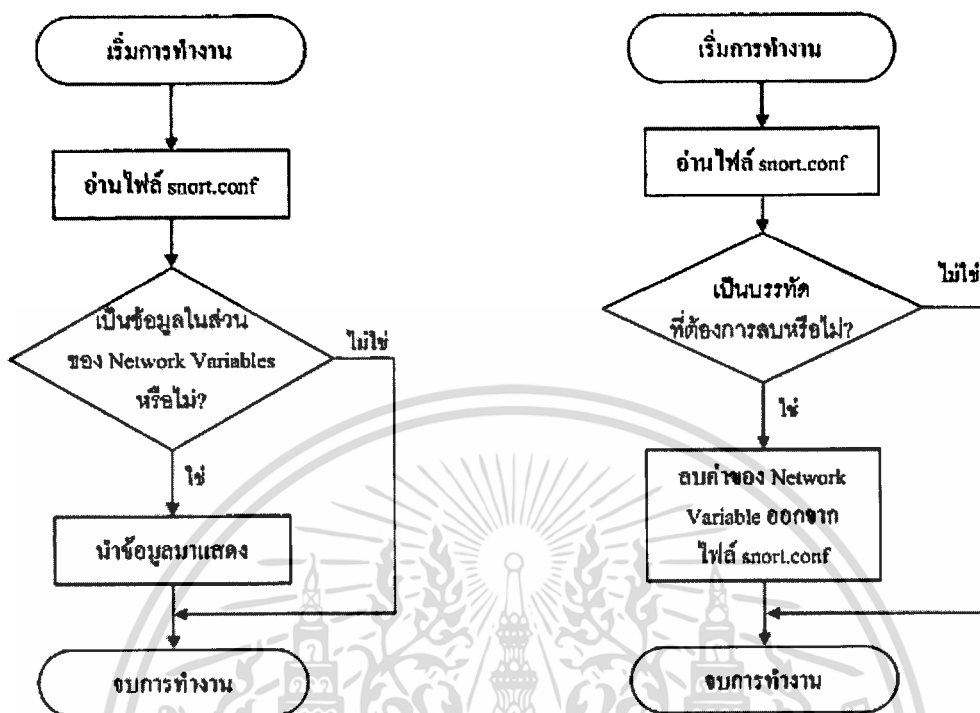 เริ่มการทำงาน
อ่านไฟล์ snort.conf
เป็นข้อมูลในส่วน
ของ Network Variables
หรือไม่?
ไม่ใช่
ใช่
นำข้อมูลมาแสดง
จบการทำงาน
เริ่มการทำงาน
อ่านไฟล์ snort.conf
เป็นบรรทัด
ที่ต้องการลบหรือไม่?
ไม่ใช่
ใช่
ลบค่าของ Network
Variable ออกจาก
ไฟล์ snort.conf
จบการทำงาน